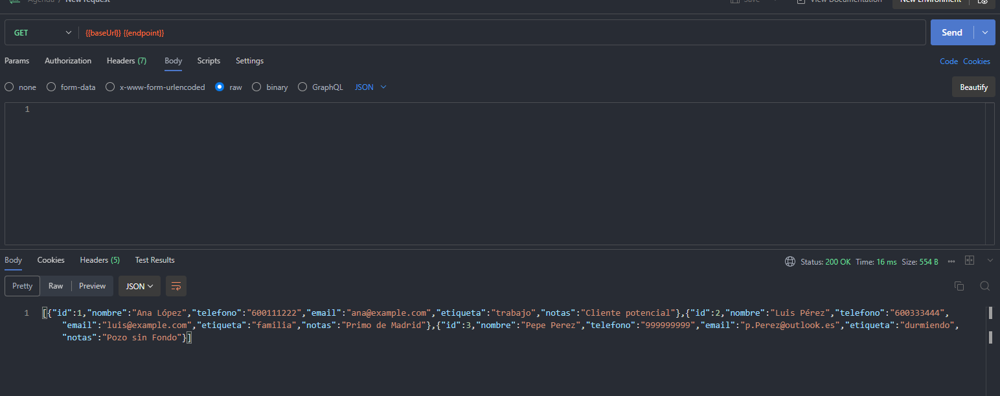 Agenda / New request Save View Documentation New Environment
GET {{baseUrl}} {{endpoint}} Send
Params Authorization Headers (7) Body Scripts Settings Code Cookies
none form-data x-www-form-urlencoded raw binary GraphQL JSON Beautify
1
Body Cookies Headers (5) Test Results Status: 200 OK Time: 16 ms Size: 554 B
Pretty Raw Preview JSON
1 [{"id":1,"nombre":"Ana López","telefono":"600111222","email":"ana@example.com","etiqueta":"trabajo","notas":"Cliente potencial"},{"id":2,"nombre":"Luis Pérez","telefono":"600333444",
"email":"luis@example.com","etiqueta":"familia","notas":"Primo de Madrid"},{"id":3,"nombre":"Pepe Perez","telefono":"999999999","email":"p.Perez@outlook.es","etiqueta":"durmiendo",
"notas":"Pozo sin Fondo"}]